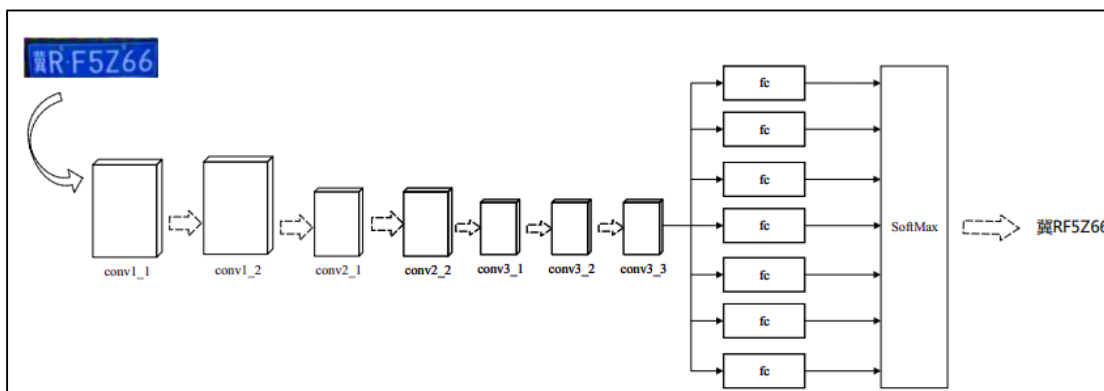 冀R·F5Z66
fc
fc
fc
fc
fc
fc
fc
SoftMax
冀RF5Z66
conv1_1
conv1_2
conv2_1
conv2_2
conv3_1
conv3_2
conv3_3